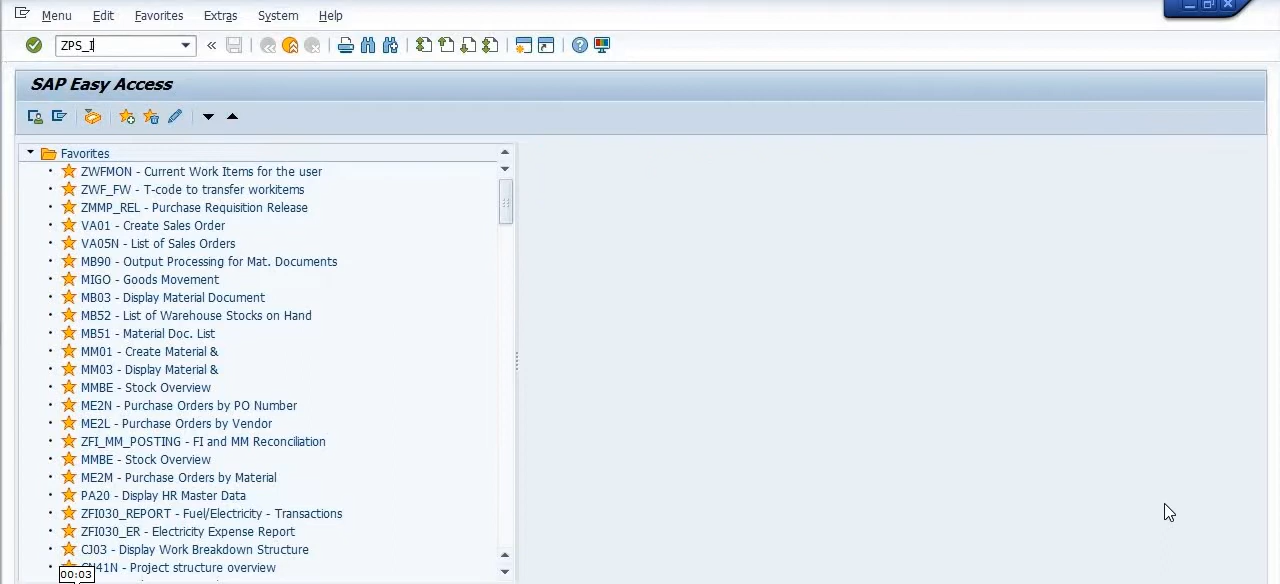 Menu Edit Favorites Extras System Help
ZPS_I
SAP Easy Access
Favorites
ZWFMON - Current Work Items for the user
ZWF_FW - T-code to transfer workitems
ZMMP_REL - Purchase Requisition Release
VA01 - Create Sales Order
VA05N - List of Sales Orders
MB90 - Output Processing for Mat. Documents
MIGO - Goods Movement
MB03 - Display Material Document
MB52 - List of Warehouse Stocks on Hand
MB51 - Material Doc. List
MM01 - Create Material &
MM03 - Display Material &
MMBE - Stock Overview
ME2N - Purchase Orders by PO Number
ME2L - Purchase Orders by Vendor
ZFI_MM_POSTING - FI and MM Reconciliation
MMBE - Stock Overview
ME2M - Purchase Orders by Material
PA20 - Display HR Master Data
ZFI030_REPORT - Fuel/Electricity - Transactions
ZFI030_ER - Electricity Expense Report
CJ03 - Display Work Breakdown Structure
- Project structure overview
00:03